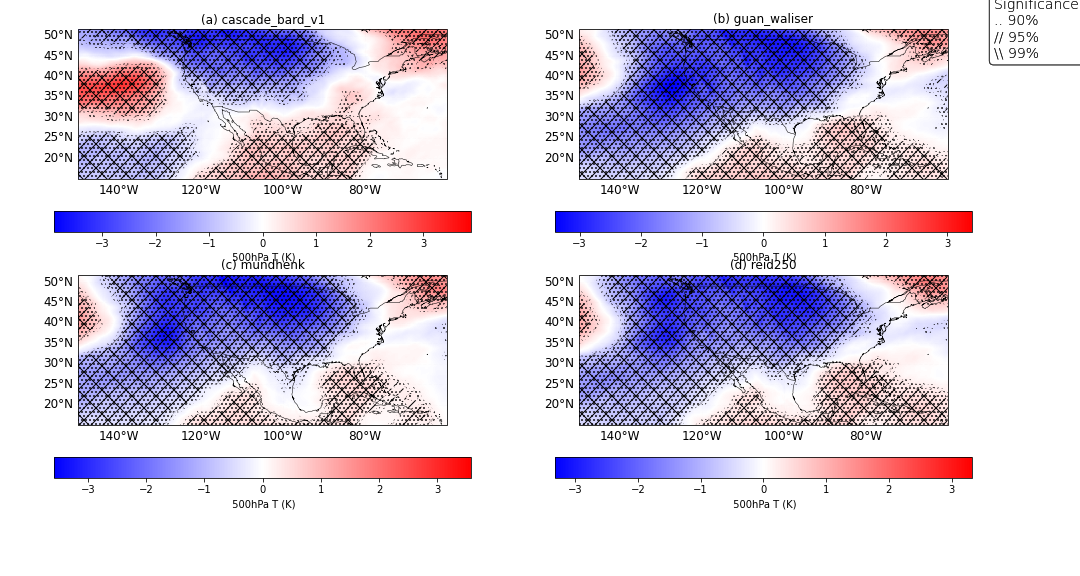 (a) cascade_bard_v1
50°N
45°N
40°N
35°N
30°N
25°N
20°N
140°W 120°W 100°W 80°W
−3 −2 −1 0 1 2 3
500hPa T (K)
(b) guan_waliser
50°N
45°N
40°N
35°N
30°N
25°N
20°N
140°W 120°W 100°W 80°W
−3 −2 −1 0 1 2 3
500hPa T (K)
Significance
.. 90%
// 95%
\\ 99%
(c) mundhenk
50°N
45°N
40°N
35°N
30°N
25°N
20°N
140°W 120°W 100°W 80°W
−3 −2 −1 0 1 2 3
500hPa T (K)
(d) reid250
50°N
45°N
40°N
35°N
30°N
25°N
20°N
140°W 120°W 100°W 80°W
−3 −2 −1 0 1 2 3
500hPa T (K)